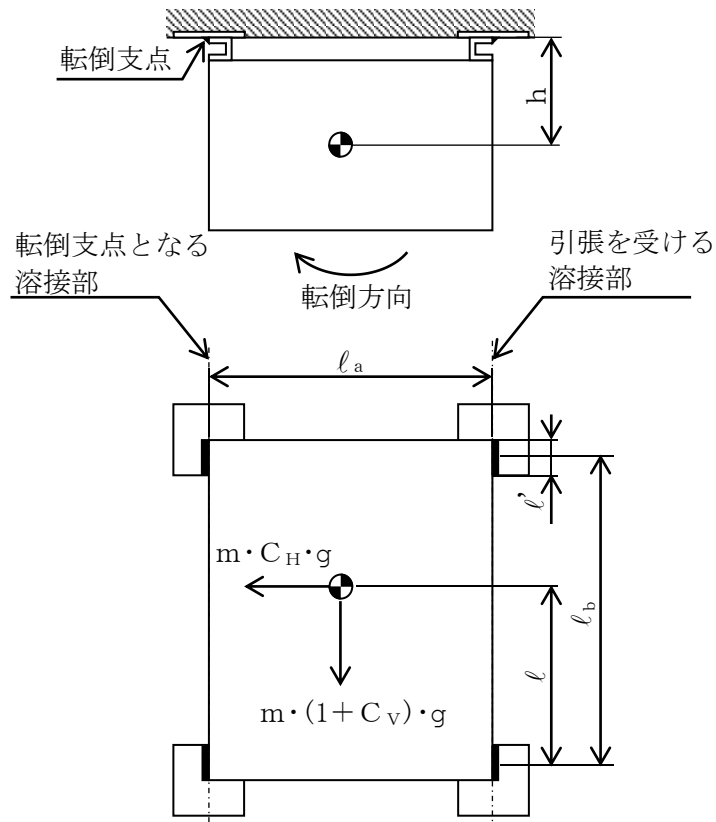 転倒支点
h
転倒支点となる
溶接部
引張を受ける
溶接部
転倒方向
ℓa
ℓ’
m・CH・g
ℓb
ℓ
m・(1+CV)・g